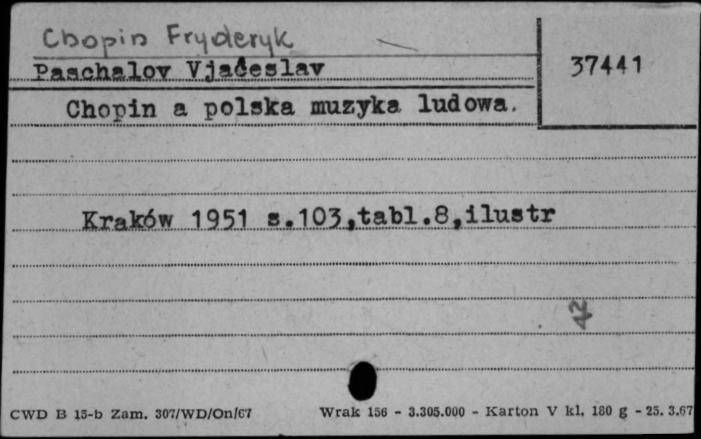 Chopin Fryderyk
Paschalov Vjačeslav
37441
Chopin a polska muzyka ludowa.
Kraków 1951 s.103,tabl.8,ilustr
CWD B 15-b Zam. 307/WD/On/67 Wrak 156 - 3.305.000 - Karton V kl. 180 g - 25. 3.67